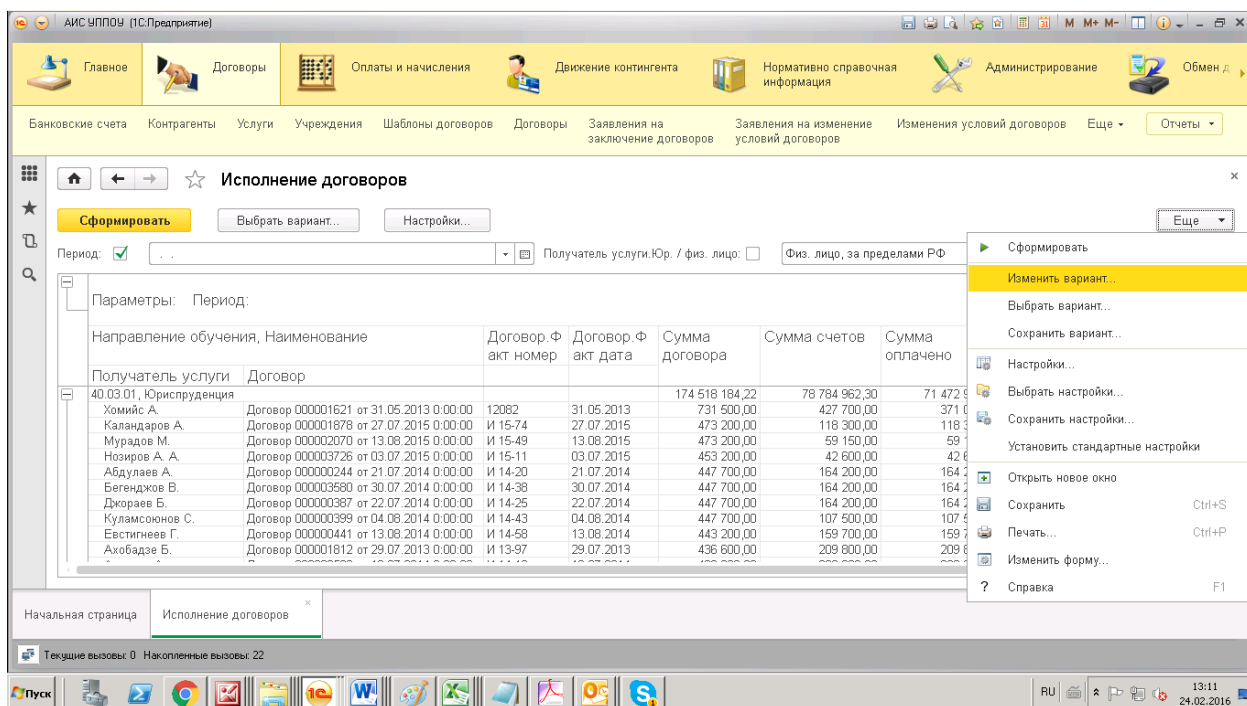 АИС УППОУ (1С:Предприятие)
M M+ M-
Главное
Договоры
Оплаты и начисления
Движение контингента
Нормативно справочная
информация
Администрирование
Обмен д
Банковские счета
Контрагенты
Услуги
Учреждения
Шаблоны договоров
Договоры
Заявления на
заключение договоров
Заявления на изменение
условий договоров
Изменения условий договоров
Еще
Отчеты
Исполнение договоров
Сформировать
Выбрать вариант...
Настройки...
Еще
Период:
Получатель услуги.Юр. / физ. лицо:
Физ. лицо, за пределами РФ
Параметры: Период:
Направление обучения, Наименование Договор.Ф Договор.Ф Сумма Сумма счетов Сумма
акт номер акт дата договора оплачено
Получатель услуги Договор
40.03.01, Юриспруденция 174 518 184,22 78 784 962,30 71 472
Хомийс А. Договор 000001621 от 31.05.2013 0:00:00 12082 31.05.2013 731 500,00 427 700,00 371
Каландаров А. Договор 000001878 от 27.07.2015 0:00:00 И 15-74 27.07.2015 473 200,00 118 300,00 118
Мурадов М. Договор 000002070 от 13.08.2015 0:00:00 И 15-49 13.08.2015 473 200,00 59 150,00 59
Нозиров А. А. Договор 000003726 от 03.07.2015 0:00:00 И 15-11 03.07.2015 453 200,00 42 600,00 42
Абдулаев А. Договор 000000244 от 21.07.2014 0:00:00 И 14-20 21.07.2014 447 700,00 164 200,00 164
Бегенджков В. Договор 000003580 от 30.07.2014 0:00:00 И 14-38 30.07.2014 447 700,00 164 200,00 164
Джораев Б. Договор 000000387 от 22.07.2014 0:00:00 И 14-25 22.07.2014 447 700,00 164 200,00 164
Куламсоюнов С. Договор 000000399 от 04.08.2014 0:00:00 И 14-43 04.08.2014 447 700,00 107 500,00 107
Евстигнеев Г. Договор 000000441 от 13.08.2014 0:00:00 И 14-58 13.08.2014 443 200,00 159 700,00 159
Ахобадзе Б. Договор 000001812 от 29.07.2013 0:00:00 И 13-97 29.07.2013 436 600,00 209 800,00 209
Сформировать
Изменить вариант...
Выбрать вариант...
Сохранить вариант...
Настройки...
Выбрать настройки...
Сохранить настройки...
Установить стандартные настройки
Открыть новое окно
Сохранить Ctrl+S
Печать... Ctrl+P
Изменить форму...
Справка F1
Начальная страница
Исполнение договоров
Текущие вызовы: 0 Накопленные вызовы: 22
Пуск
RU
13:11
24.02.2016